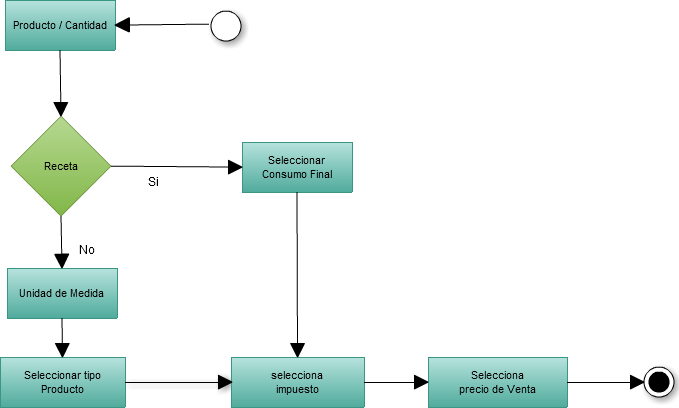 Producto / Cantidad
Receta
Si
Seleccionar
Consumo Final
No
Unidad de Medida
Seleccionar tipo
Producto
selecciona
impuesto
Selecciona
precio de Venta